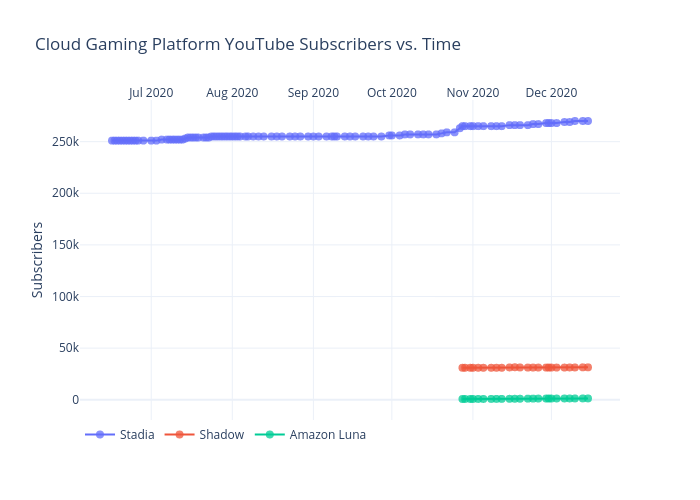 Cloud Gaming Platform YouTube Subscribers vs. Time
Jul 2020 Aug 2020 Sep 2020 Oct 2020 Nov 2020 Dec 2020
250k
200k
150k
100k
50k
0
Subscribers
Stadia Shadow Amazon Luna